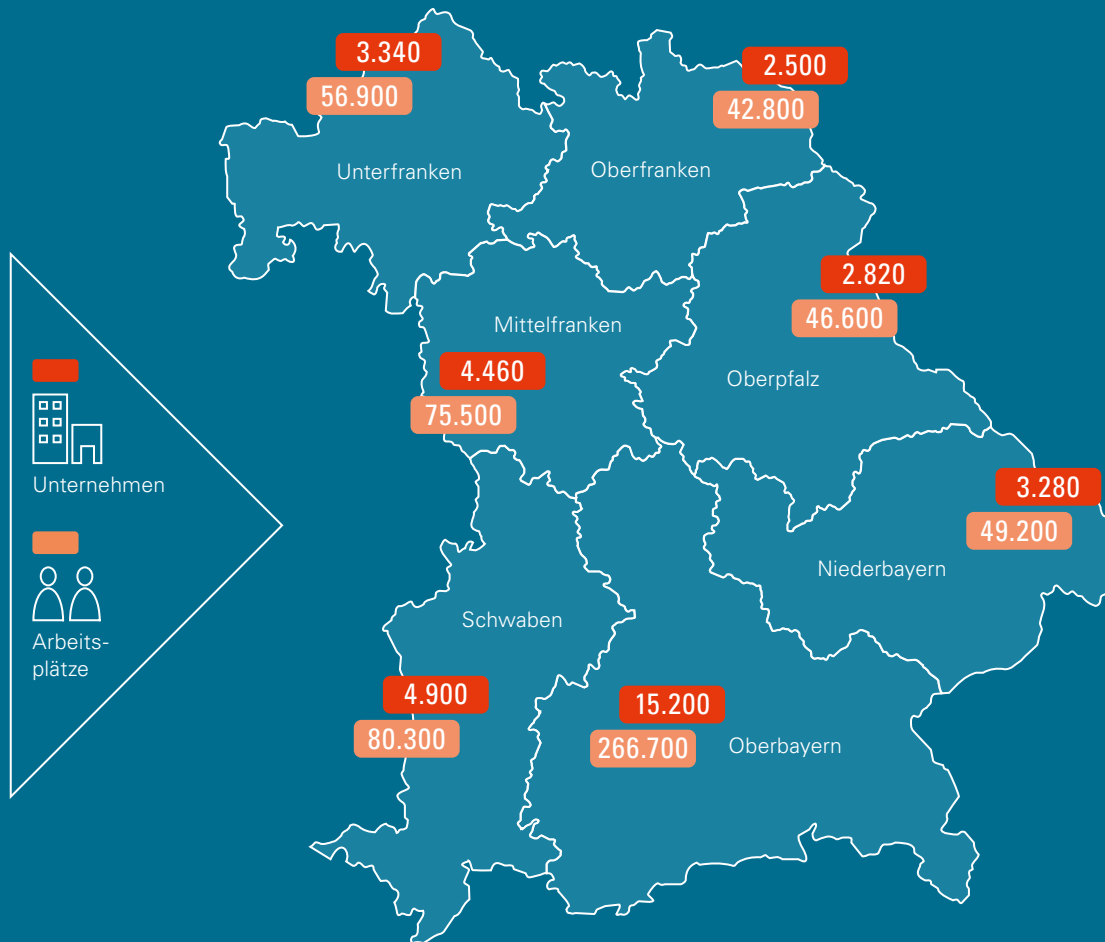 3.340
56.900
Unterfranken
2.500
42.800
Oberfranken
2.820
46.600
Oberpfalz
Mittelfranken
4.460
75.500
Unternehmen
Arbeits-
plätze
3.280
49.200
Niederbayern
Schwaben
4.900
80.300
15.200
266.700
Oberbayern